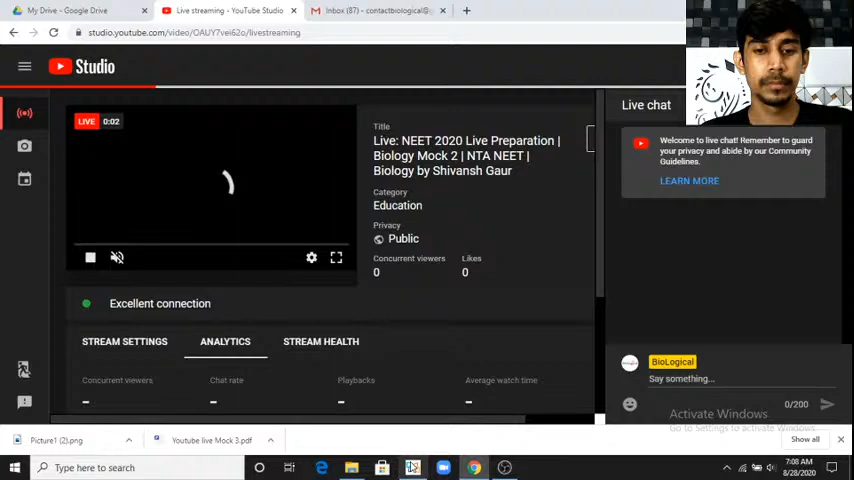 My Drive - Google Drive
Live streaming - YouTube Studio
Inbox (87) - contactbiological@
studio.youtube.com/video/OAUY7vei62o/livestreaming
Studio
LIVE 0:02
Title
Live: NEET 2020 Live Preparation |
Biology Mock 2 | NTA NEET |
Biology by Shivansh Gaur
Category
Education
Privacy
Public
Concurrent viewers
Likes
0
0
Excellent connection
STREAM SETTINGS
ANALYTICS
STREAM HEALTH
Concurrent viewers
Chat rate
Playbacks
Average watch time
Live chat
Welcome to live chat! Remember to guard
your privacy and abide by our Community
Guidelines.
LEARN MORE
BioLogical
Say something...
0/200
Activate Windows
Go to Settings to activate Windows.
Picture1 (2).png
Youtube live Mock 3.pdf
Show all
Type here to search
7:08 AM
8/28/2020